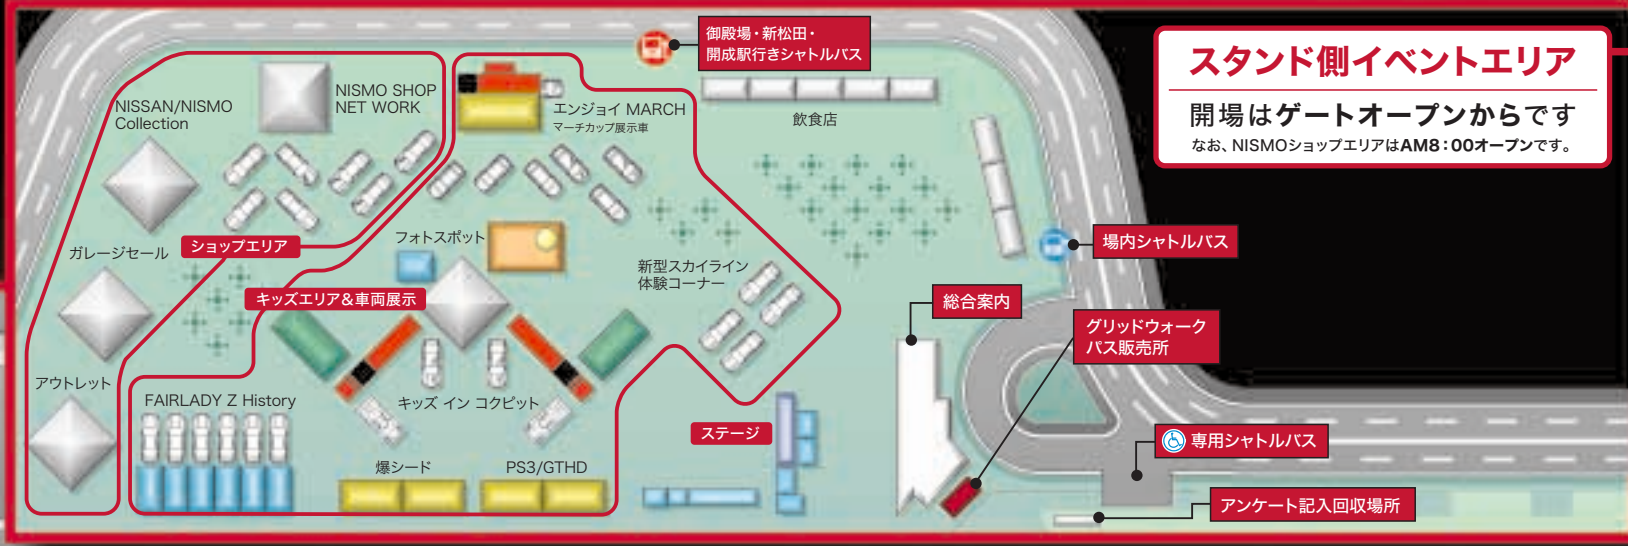 御殿場・新松田・
開成駅行きシャトルバス
スタンド側イベントエリア
開場はゲートオープンからです
なお、NISMOショップエリアはAM8：00オープンです。
NISSAN/NISMO
Collection
NISMO SHOP
NET WORK
エンジョイ MARCH
マーチカップ展示車
飲食店
ガレージセール
ショップエリア
フォトスポット
新型スカイライン
体験コーナー
場内シャトルバス
キッズエリア&車両展示
総合案内
グリッドウォーク
パス販売所
アウトレット
FAIRLADY Z History
キッズ イン コクピット
ステージ
専用シャトルバス
爆シード
PS3/GTHD
アンケート記入回収場所